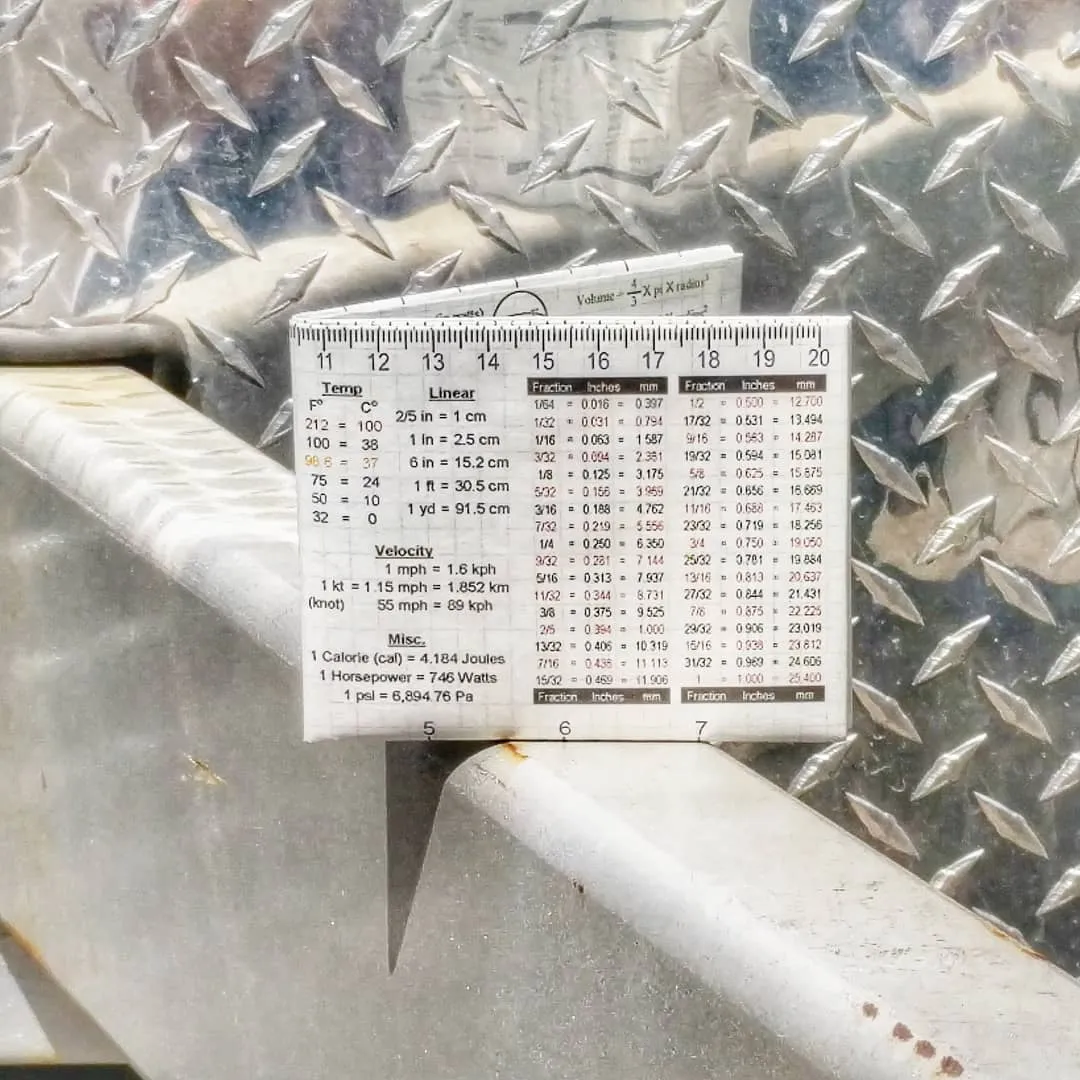 Volume = 4/3 X pi X radius³
11 12 13 14 15 16 17 18 19 20
Temp
F° C°
212 = 100
100 = 38
98.6 = 37
75 = 24
50 = 10
32 = 0
Linear
2/5 in = 1 cm
1 in = 2.5 cm
6 in = 15.2 cm
1 ft = 30.5 cm
1 yd = 91.5 cm
Velocity
1 mph = 1.6 kph
1 kt = 1.15 mph = 1.852 km
(knot) 55 mph = 89 kph
Misc.
1 Calorie (cal) = 4.184 Joules
1 Horsepower = 746 Watts
1 psi = 6,894.76 Pa
Fraction Inches mm
1/64 = 0.016 = 0.397
1/32 = 0.031 = 0.794
1/16 = 0.063 = 1.587
3/32 = 0.094 = 2.381
1/8 = 0.125 = 3.175
5/32 = 0.156 = 3.969
3/16 = 0.188 = 4.762
7/32 = 0.219 = 5.556
1/4 = 0.250 = 6.350
9/32 = 0.281 = 7.144
5/16 = 0.313 = 7.937
11/32 = 0.344 = 8.731
3/8 = 0.375 = 9.525
2/5 = 0.394 = 1.000
13/32 = 0.406 = 10.319
7/16 = 0.438 = 11.113
15/32 = 0.469 = 11.906
Fraction Inches mm
Fraction Inches mm
1/2 = 0.500 = 12.700
17/32 = 0.531 = 13.494
9/16 = 0.563 = 14.287
19/32 = 0.594 = 15.081
5/8 = 0.625 = 15.875
21/32 = 0.656 = 16.669
11/16 = 0.688 = 17.463
23/32 = 0.719 = 18.256
3/4 = 0.750 = 19.050
25/32 = 0.781 = 19.884
13/16 = 0.813 = 20,637
27/32 = 0.844 = 21.431
7/8 = 0.875 = 22.225
29/32 = 0.906 = 23,019
15/16 = 0.938 = 23.812
31/32 = 0.969 = 24.606
1 = 1.000 = 25,400
Fraction Inches mm
5 6 7